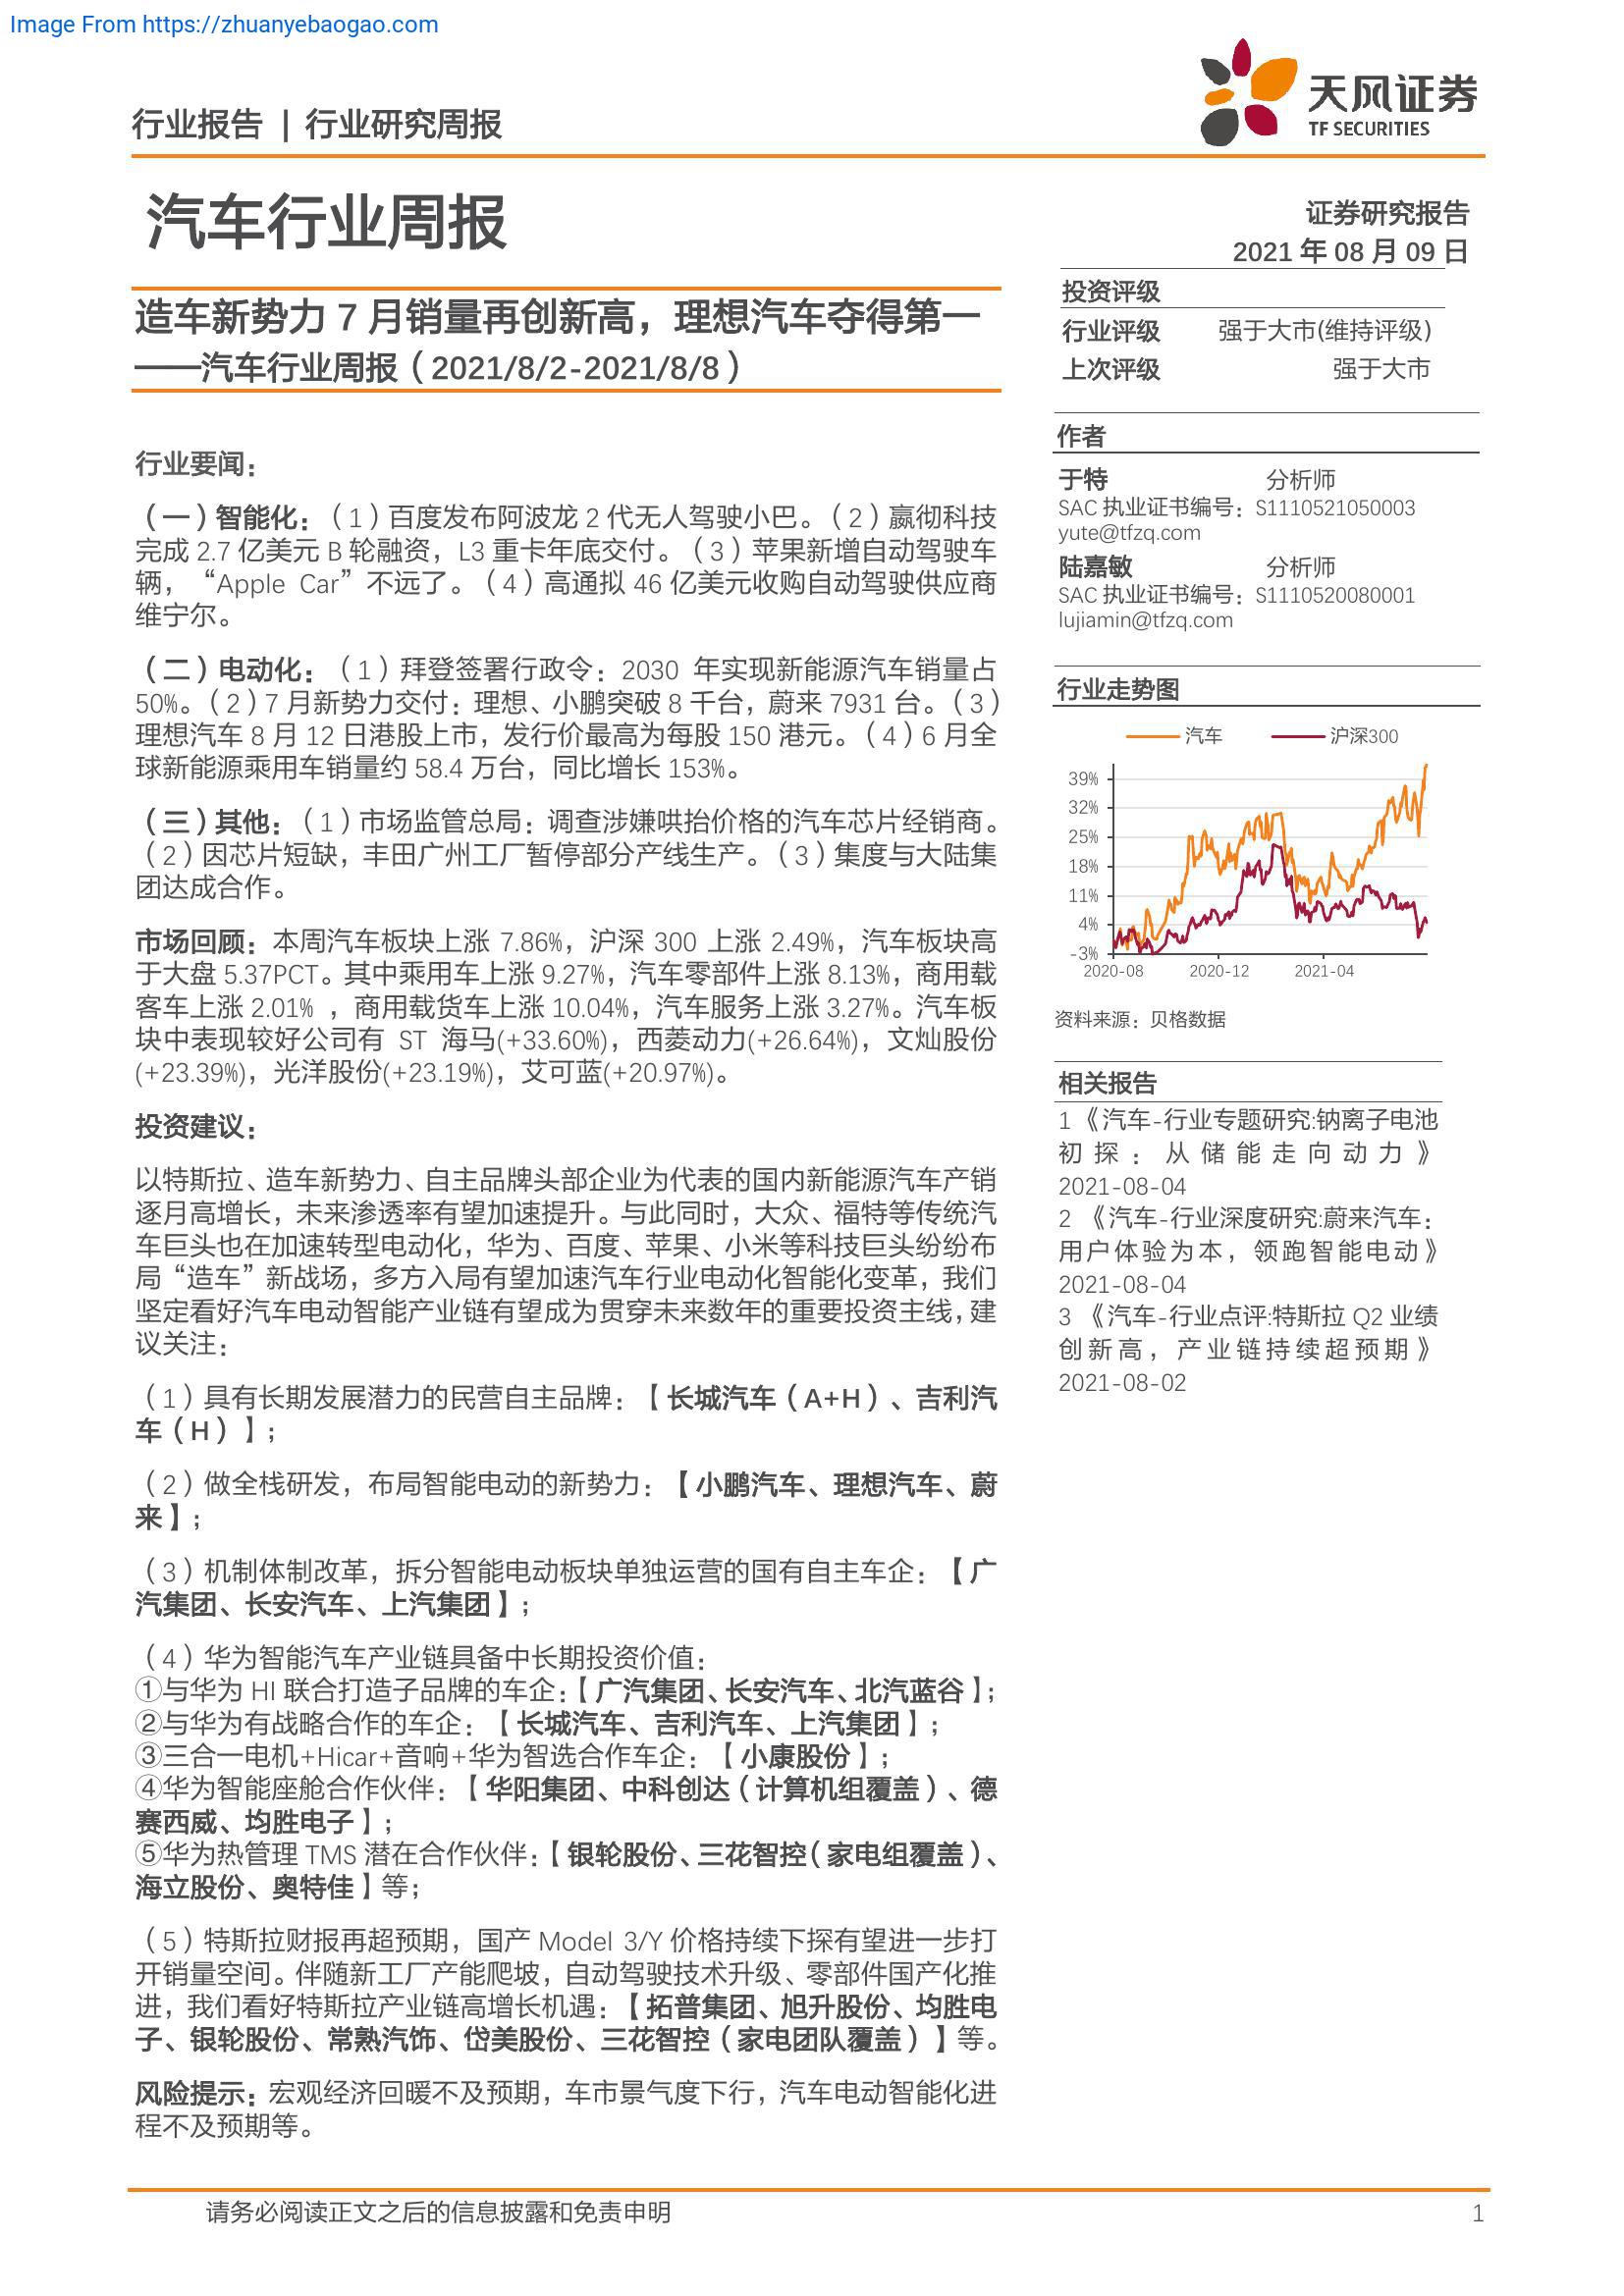 Image From https://zhuanyebaogao.com
行业报告 | 行业研究周报
天风证券
TF SECURITIES
汽车行业周报
证券研究报告
2021 年 08 月 09 日
造车新势力 7 月销量再创新高，理想汽车夺得第一
——汽车行业周报（2021/8/2-2021/8/8）
行业要闻：
（一）智能化：（1）百度发布阿波龙 2 代无人驾驶小巴。（2）嬴彻科技
完成 2.7 亿美元 B 轮融资，L3 重卡年底交付。（3）苹果新增自动驾驶车
辆，“Apple Car”不远了。（4）高通拟 46 亿美元收购自动驾驶供应商
维宁尔。
（二）电动化：（1）拜登签署行政令：2030 年实现新能源汽车销量占
50%。（2）7 月新势力交付：理想、小鹏突破 8 千台，蔚来 7931 台。（3）
理想汽车 8 月 12 日港股上市，发行价最高为每股 150 港元。（4）6 月全
球新能源乘用车销量约 58.4 万台，同比增长 153%。
（三）其他：（1）市场监管总局：调查涉嫌哄抬价格的汽车芯片经销商。
（2）因芯片短缺，丰田广州工厂暂停部分产线生产。（3）集度与大陆集
团达成合作。
市场回顾：本周汽车板块上涨 7.86%，沪深 300 上涨 2.49%，汽车板块高
于大盘 5.37PCT。其中乘用车上涨 9.27%，汽车零部件上涨 8.13%，商用载
客车上涨 2.01% ，商用载货车上涨 10.04%，汽车服务上涨 3.27%。汽车板
块中表现较好公司有 ST 海马(+33.60%)，西菱动力(+26.64%)，文灿股份
(+23.39%)，光洋股份(+23.19%)，艾可蓝(+20.97%)。
投资建议：
以特斯拉、造车新势力、自主品牌头部企业为代表的国内新能源汽车产销
逐月高增长，未来渗透率有望加速提升。与此同时，大众、福特等传统汽
车巨头也在加速转型电动化，华为、百度、苹果、小米等科技巨头纷纷布
局“造车”新战场，多方入局有望加速汽车行业电动化智能化变革，我们
坚定看好汽车电动智能产业链有望成为贯穿未来数年的重要投资主线，建
议关注：
（1）具有长期发展潜力的民营自主品牌：【长城汽车（A+H）、吉利汽
车（H）】；
（2）做全栈研发，布局智能电动的新势力：【小鹏汽车、理想汽车、蔚
来】；
（3）机制体制改革，拆分智能电动板块单独运营的国有自主车企：【广
汽集团、长安汽车、上汽集团】；
（4）华为智能汽车产业链具备中长期投资价值：
①与华为 HI 联合打造子品牌的车企：【广汽集团、长安汽车、北汽蓝谷】；
②与华为有战略合作的车企：【长城汽车、吉利汽车、上汽集团】；
③三合一电机+Hicar+音响+华为智选合作车企：【小康股份】；
④华为智能座舱合作伙伴：【华阳集团、中科创达（计算机组覆盖）、德
赛西威、均胜电子】；
⑤华为热管理 TMS 潜在合作伙伴：【银轮股份、三花智控（家电组覆盖）、
海立股份、奥特佳】等；
（5）特斯拉财报再超预期，国产 Model 3/Y 价格持续下探有望进一步打
开销量空间。伴随新工厂产能爬坡，自动驾驶技术升级、零部件国产化推
进，我们看好特斯拉产业链高增长机遇：【拓普集团、旭升股份、均胜电
子、银轮股份、常熟汽饰、岱美股份、三花智控（家电团队覆盖）】等。
风险提示：宏观经济回暖不及预期，车市景气度下行，汽车电动智能化进
程不及预期等。
投资评级
行业评级 强于大市(维持评级)
上次评级 强于大市
作者
于特 分析师
SAC 执业证书编号：S1110521050003
yute@tfzq.com
陆嘉敏 分析师
SAC 执业证书编号：S1110520080001
lujiamin@tfzq.com
行业走势图
汽车 沪深300
39%
32%
25%
18%
11%
4%
-3%
2020-08 2020-12 2021-04
资料来源：贝格数据
相关报告
1 《汽车-行业专题研究:钠离子电池
初探：从储能走向动力》
2021-08-04
2 《汽车-行业深度研究:蔚来汽车：
用户体验为本，领跑智能电动》
2021-08-04
3 《汽车-行业点评:特斯拉 Q2 业绩
创新高，产业链持续超预期》
2021-08-02
请务必阅读正文之后的信息披露和免责申明 1